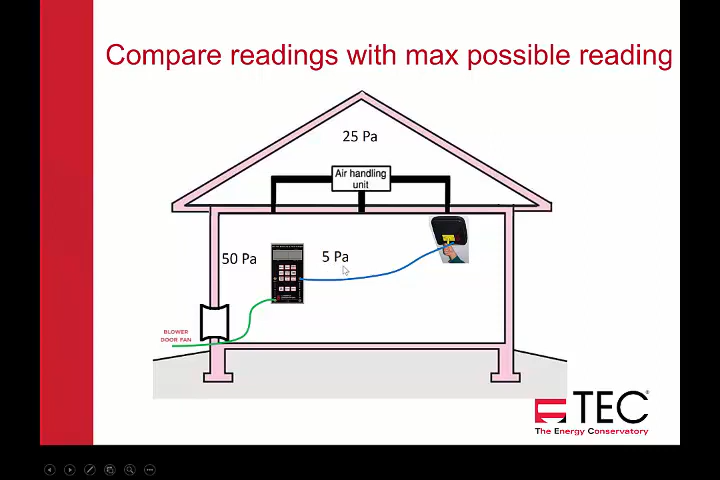 Compare readings with max possible reading
25 Pa
Air handling
unit
50 Pa
5 Pa
BLOWER
DOOR FAN
TEC®
The Energy Conservatory